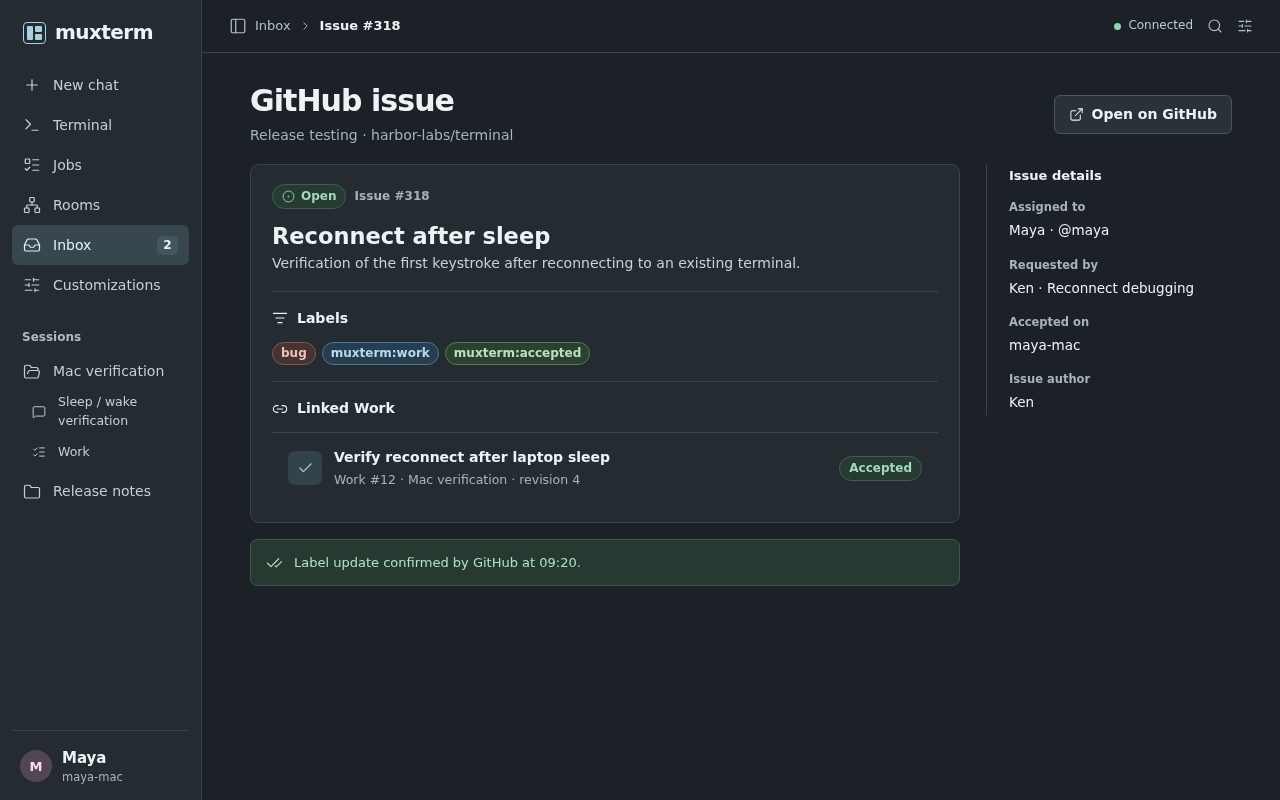 muxterm
New chat
Terminal
Jobs
Rooms
Inbox 2
Customizations
Sessions
Mac verification
Sleep / wake
verification
Work
Release notes
M
Maya
maya-mac
Inbox > Issue #318
Connected
GitHub issue
Release testing · harbor-labs/terminal
Open on GitHub
Open Issue #318
Reconnect after sleep
Verification of the first keystroke after reconnecting to an existing terminal.
Labels
bug muxterm:work muxterm:accepted
Linked Work
Verify reconnect after laptop sleep
Work #12 · Mac verification · revision 4
Accepted
Label update confirmed by GitHub at 09:20.
Issue details
Assigned to
Maya · @maya
Requested by
Ken · Reconnect debugging
Accepted on
maya-mac
Issue author
Ken